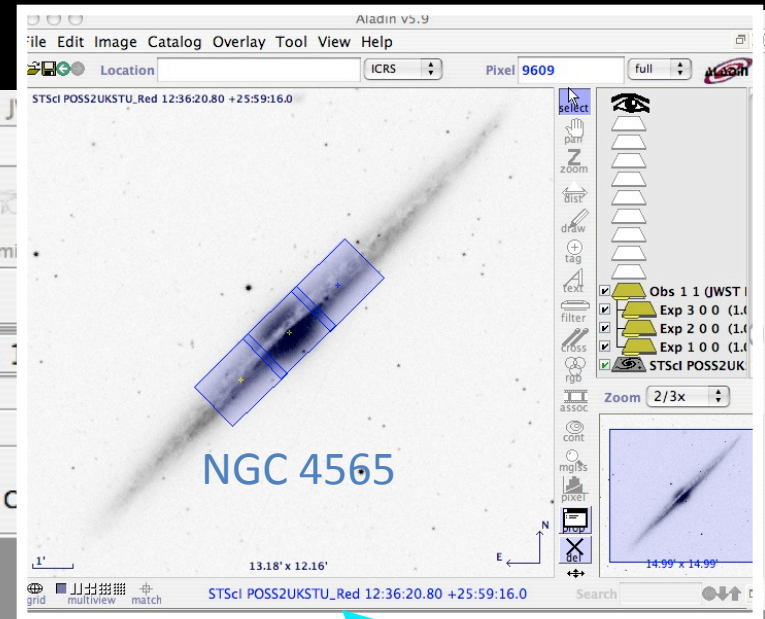 Aladin v5.9
File Edit Image Catalog Overlay Tool View Help
Location ICRS Pixel 9609 full Aladin
STScI POSS2UKSTU_Red 12:36:20.80 +25:59:16.0
select
pan
zoom
dist
draw
tag
text
filter
cross
rgb
assoc
cont
mglss
pixel
prop
del
Obs 1 1 (JWST
Exp 3 0 0 (1.0
Exp 2 0 0 (1.0
Exp 1 0 0 (1.0
STScI POSS2UK
Zoom 2/3x
NGC 4565
N
E
1'
13.18' x 12.16'
14.99' x 14.99'
grid multiview match STScI POSS2UKSTU_Red 12:36:20.80 +25:59:16.0 Search